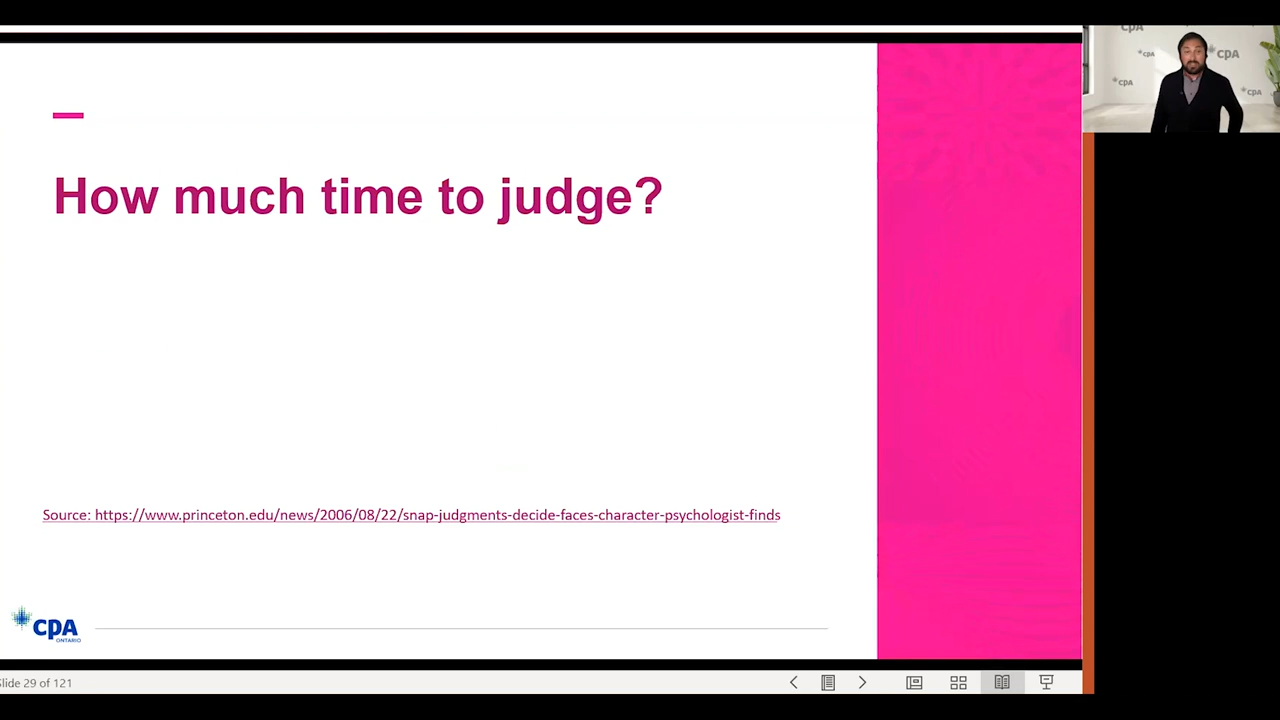 How much time to judge?
Source: https://www.princeton.edu/news/2006/08/22/snap-judgments-decide-faces-character-psychologist-finds
CPA
ONTARIO
Slide 29 of 121
CPA
CPA
CPA
CPA
CPA